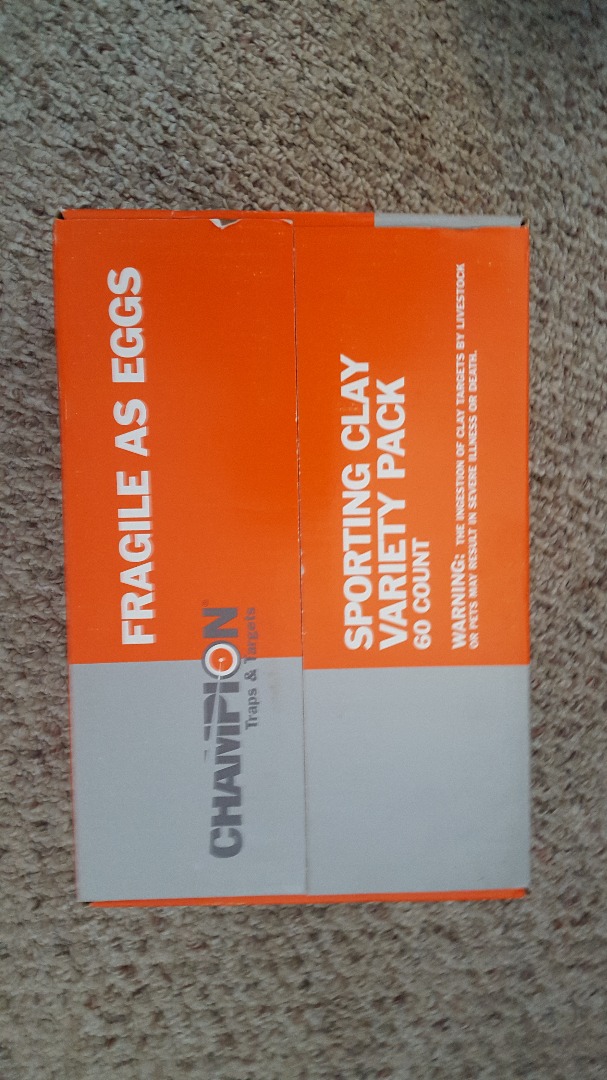 FRAGILE AS EGGS
CHAMPION®
Traps & Targets
SPORTING CLAY
VARIETY PACK
60 COUNT
WARNING: THE INGESTION OF CLAY TARGETS BY LIVESTOCK
OR PETS MAY RESULT IN SEVERE ILLNESS OR DEATH.